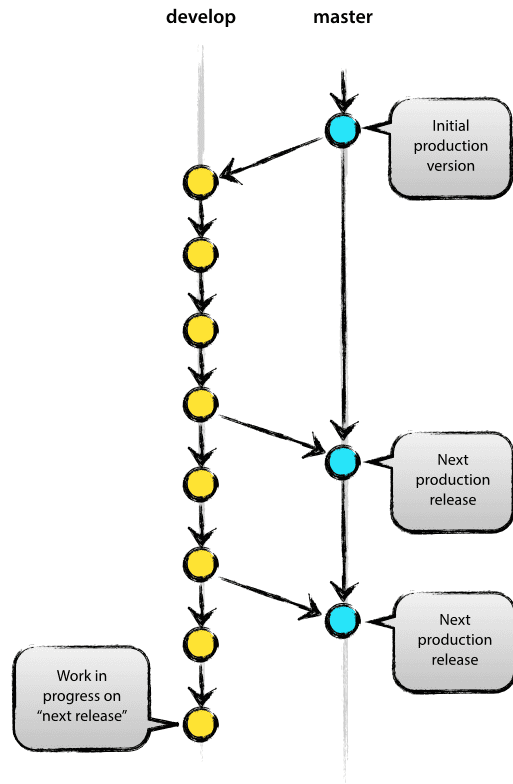 develop
master
Initial
production
version
Next
production
release
Next
production
release
Work in
progress on
“next release”